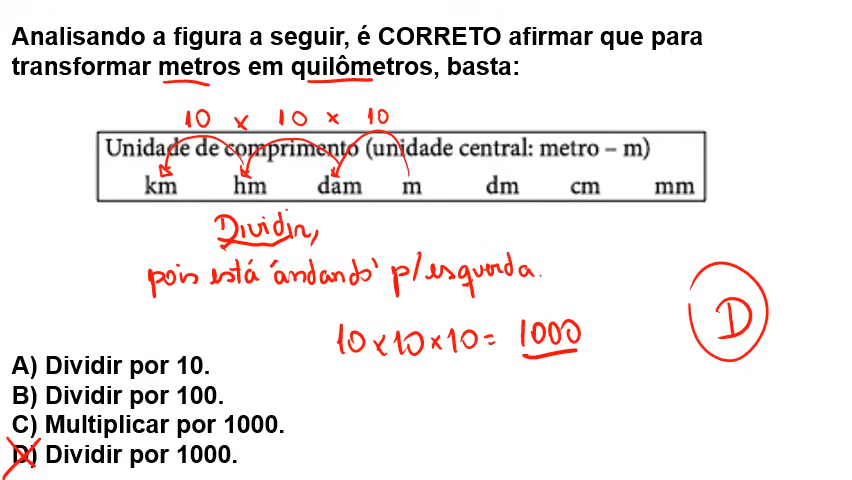 Analisando a figura a seguir, é CORRETO afirmar que para
transformar metros em quilômetros, basta:
10 x 10 x 10
Unidade de comprimento (unidade central: metro – m)
km hm dam m dm cm mm
Dividir,
pois está 'andando' p/ esquerda.
10 x 10 x 10 = 1000
D
A) Dividir por 10.
B) Dividir por 100.
C) Multiplicar por 1000.
D) Dividir por 1000.